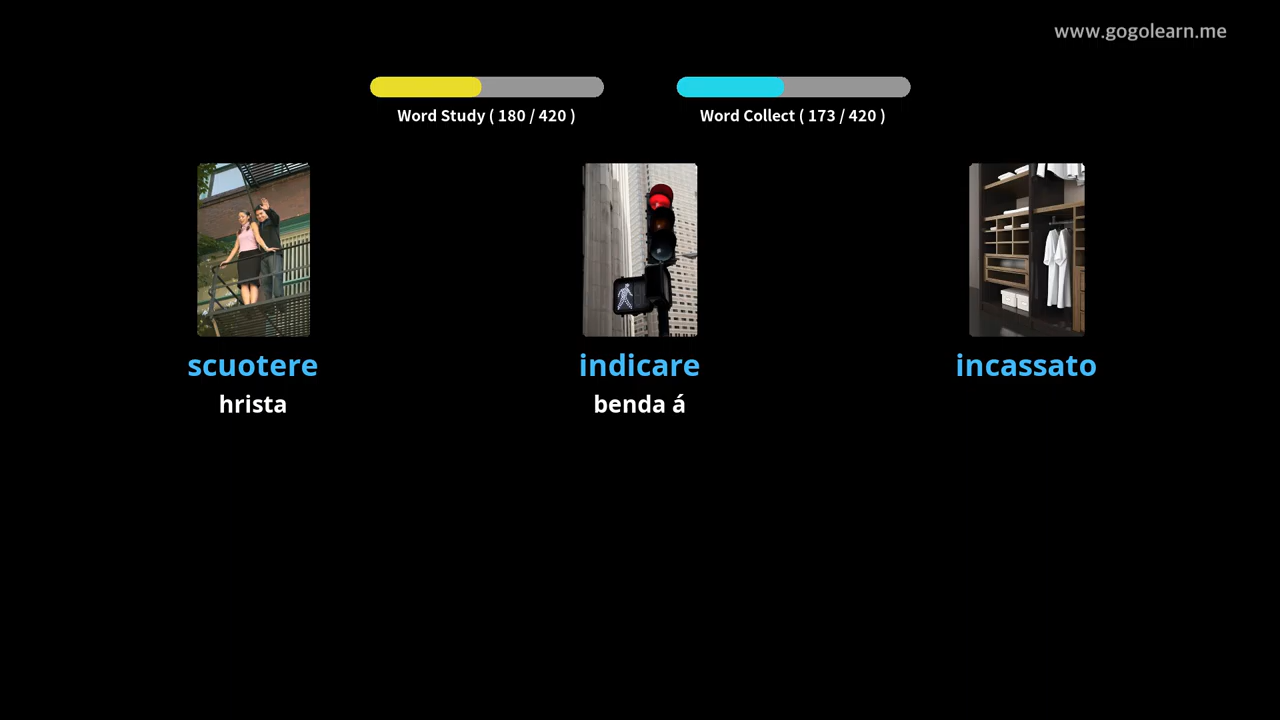 www.gogolearn.me
Word Study ( 180 / 420 )
Word Collect ( 173 / 420 )
scuotere
hrista
indicare
benda á
incassato